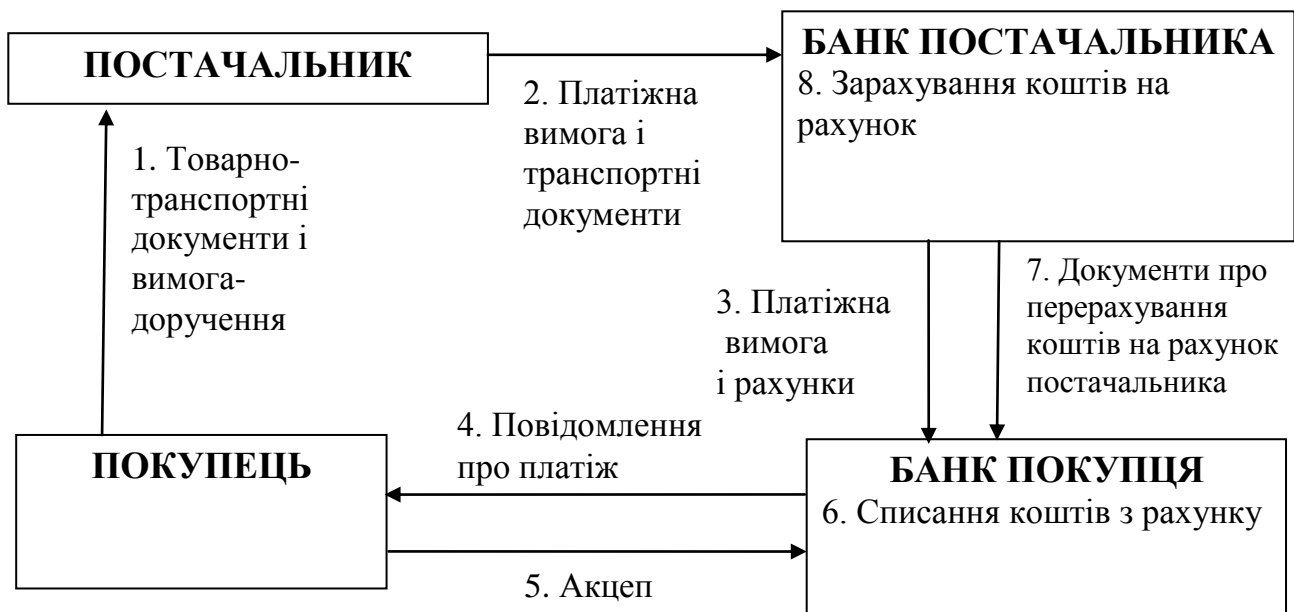 ПОСТАЧАЛЬНИК
БАНК ПОСТАЧАЛЬНИКА
8. Зарахування коштів на
рахунок
2. Платіжна
вимога і
транспортні
документи
1. Товарно-
транспортні
документи і
вимога-
доручення
3. Платіжна
вимога
і рахунки
7. Документи про
перерахування
коштів на рахунок
постачальника
4. Повідомлення
про платіж
ПОКУПЕЦЬ
БАНК ПОКУПЦЯ
6. Списання коштів з рахунку
5. Акцеп